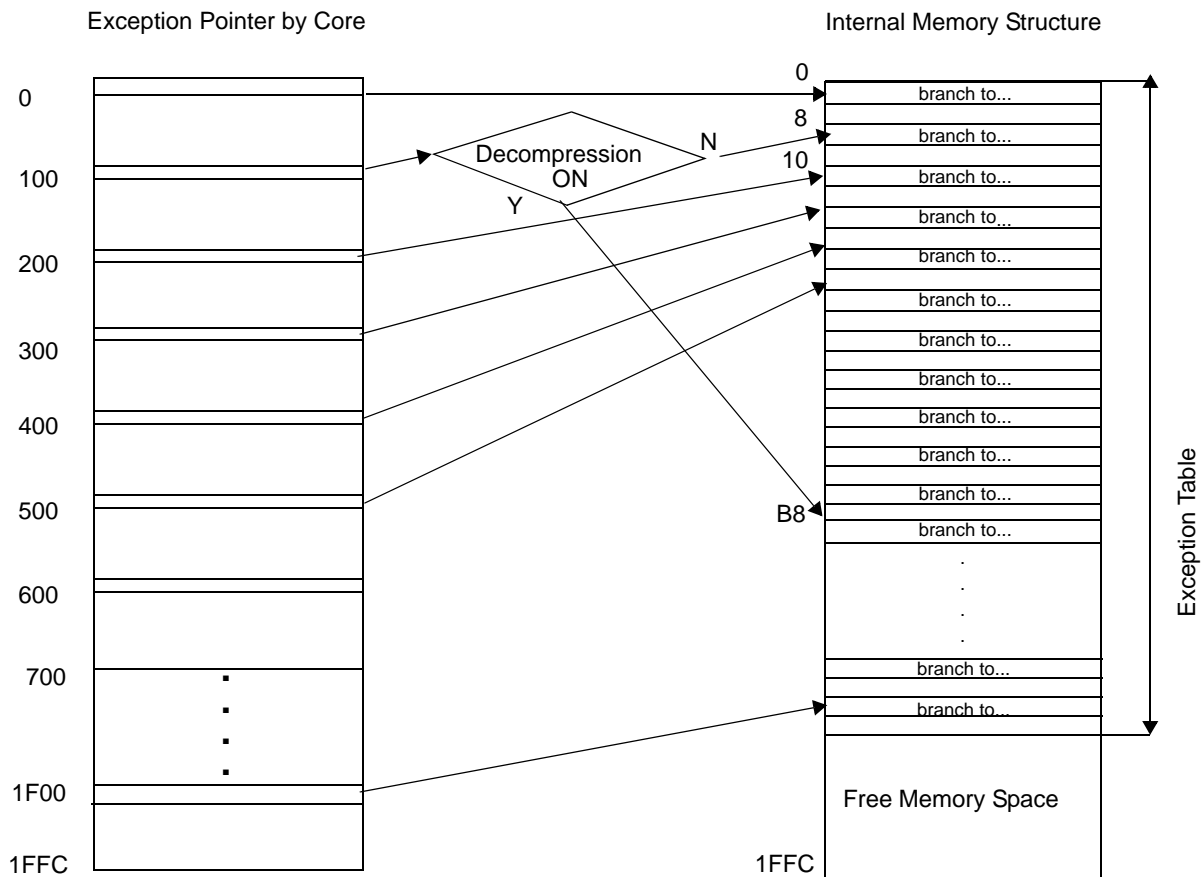 Exception Pointer by Core
Internal Memory Structure
0
100
200
300
400
500
600
700
1F00
1FFC
Decompression
ON
N
Y
0
8
10
B8
1FFC
branch to...
branch to...
branch to...
branch to...
branch to...
branch to...
branch to...
branch to...
branch to...
branch to...
branch to...
branch to...
branch to...
branch to...
Free Memory Space
Exception Table